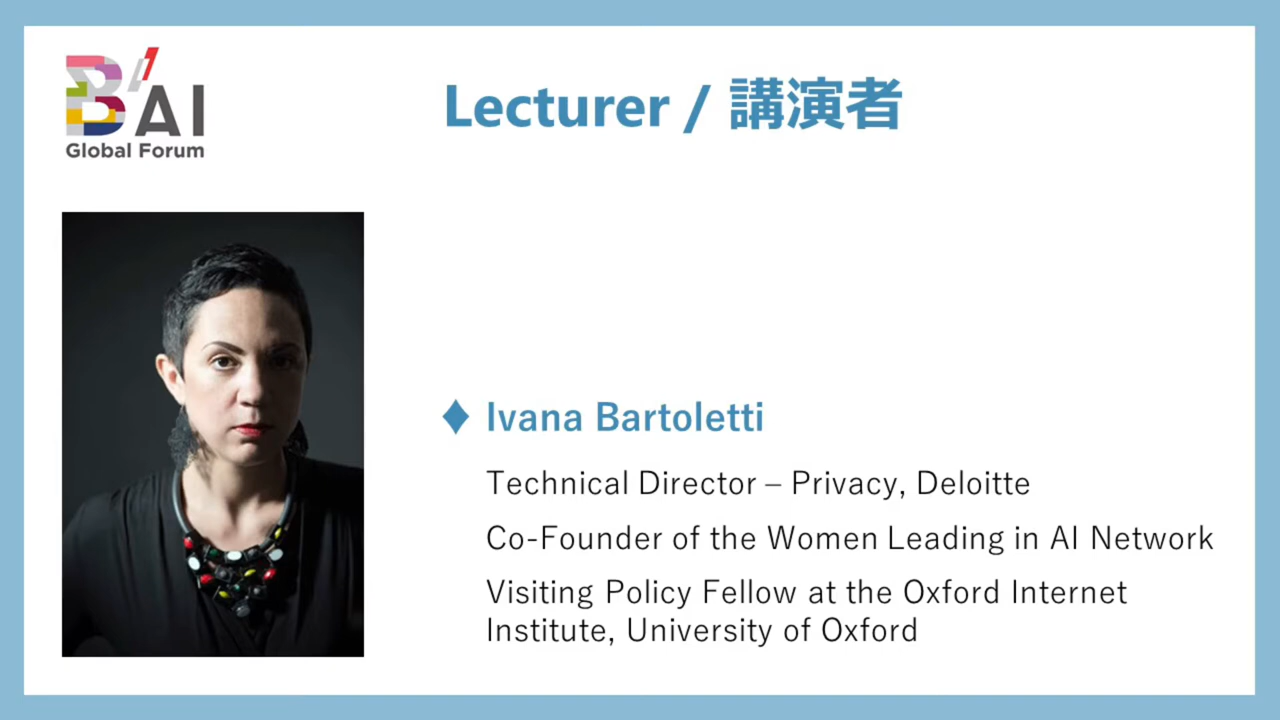 B'AI
Global Forum
Lecturer / 講演者
Ivana Bartoletti
Technical Director – Privacy, Deloitte
Co-Founder of the Women Leading in AI Network
Visiting Policy Fellow at the Oxford Internet
Institute, University of Oxford